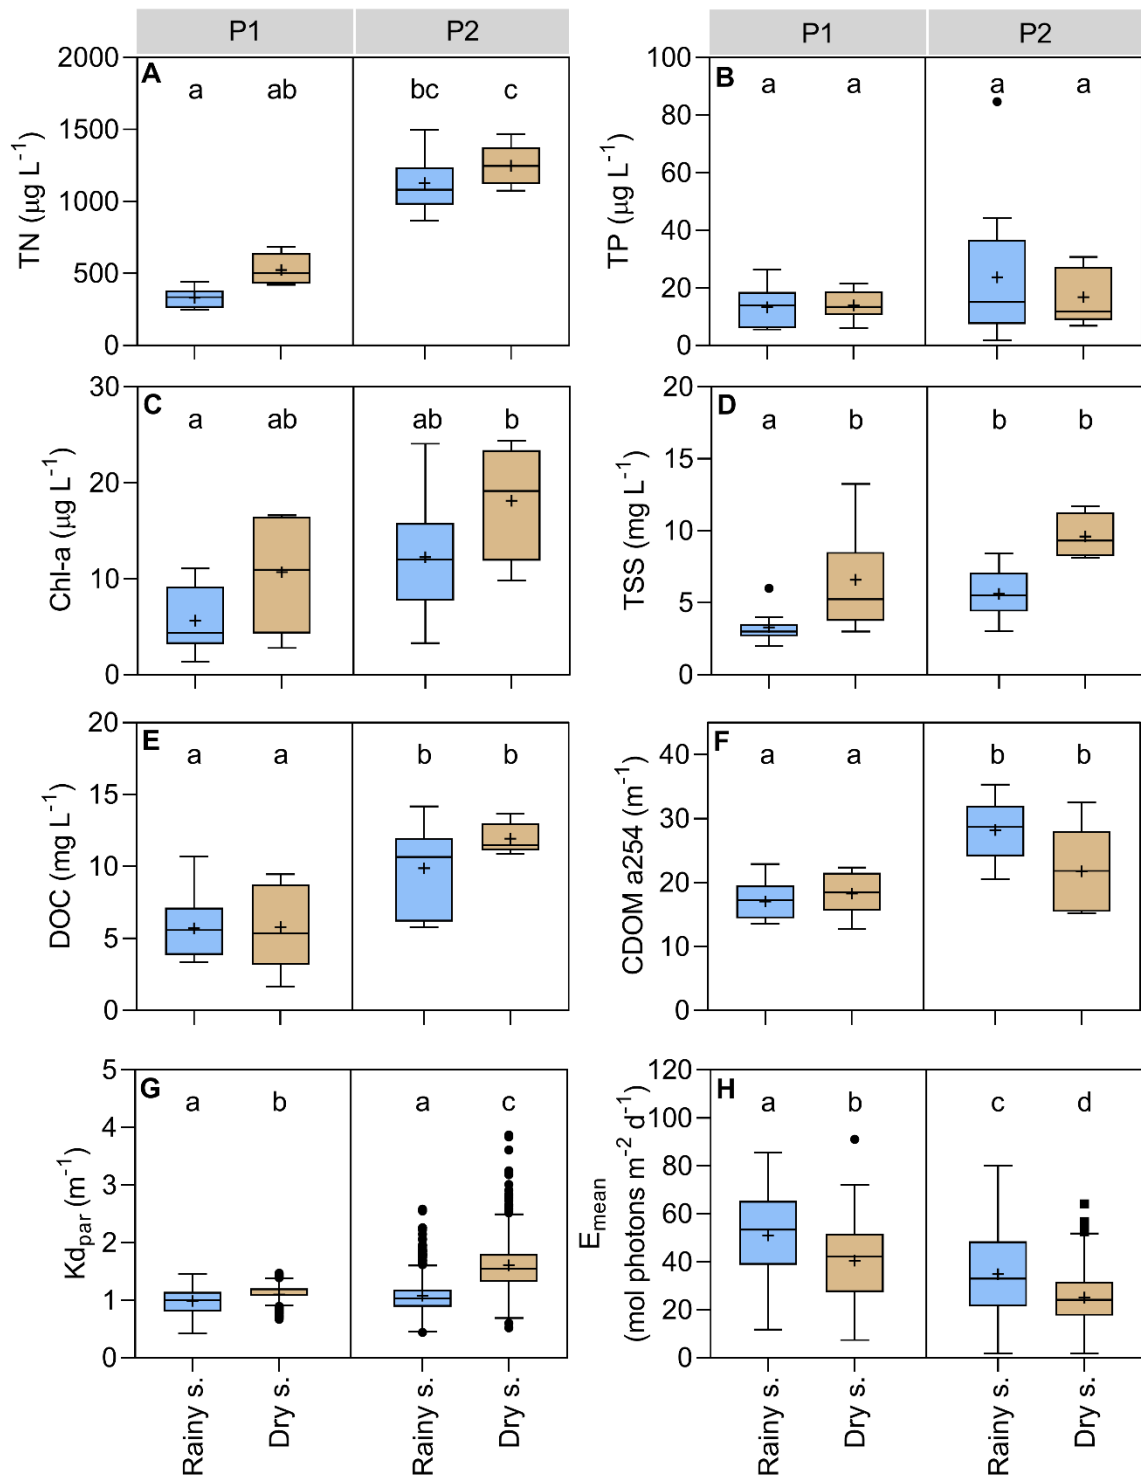 P1 P2 P1 P2
A
a ab bc c
2000
1500
1000
500
0
TN (µg L⁻¹)
B
a a a a
100
80
60
40
20
0
TP (µg L⁻¹)
C
a ab ab b
30
20
10
0
Chl-a (µg L⁻¹)
D
a b b b
20
15
10
5
0
TSS (mg L⁻¹)
E
a a b b
20
15
10
5
0
DOC (mg L⁻¹)
F
a a b b
40
30
20
10
0
CDOM a254 (m⁻¹)
G
a b a c
5
4
3
2
1
0
Kd_par (m⁻¹)
H
a b c d
120
100
80
60
40
20
0
E_mean
(mol photons m⁻² d⁻¹)
Rainy s. Dry s. Rainy s. Dry s. Rainy s. Dry s. Rainy s. Dry s.